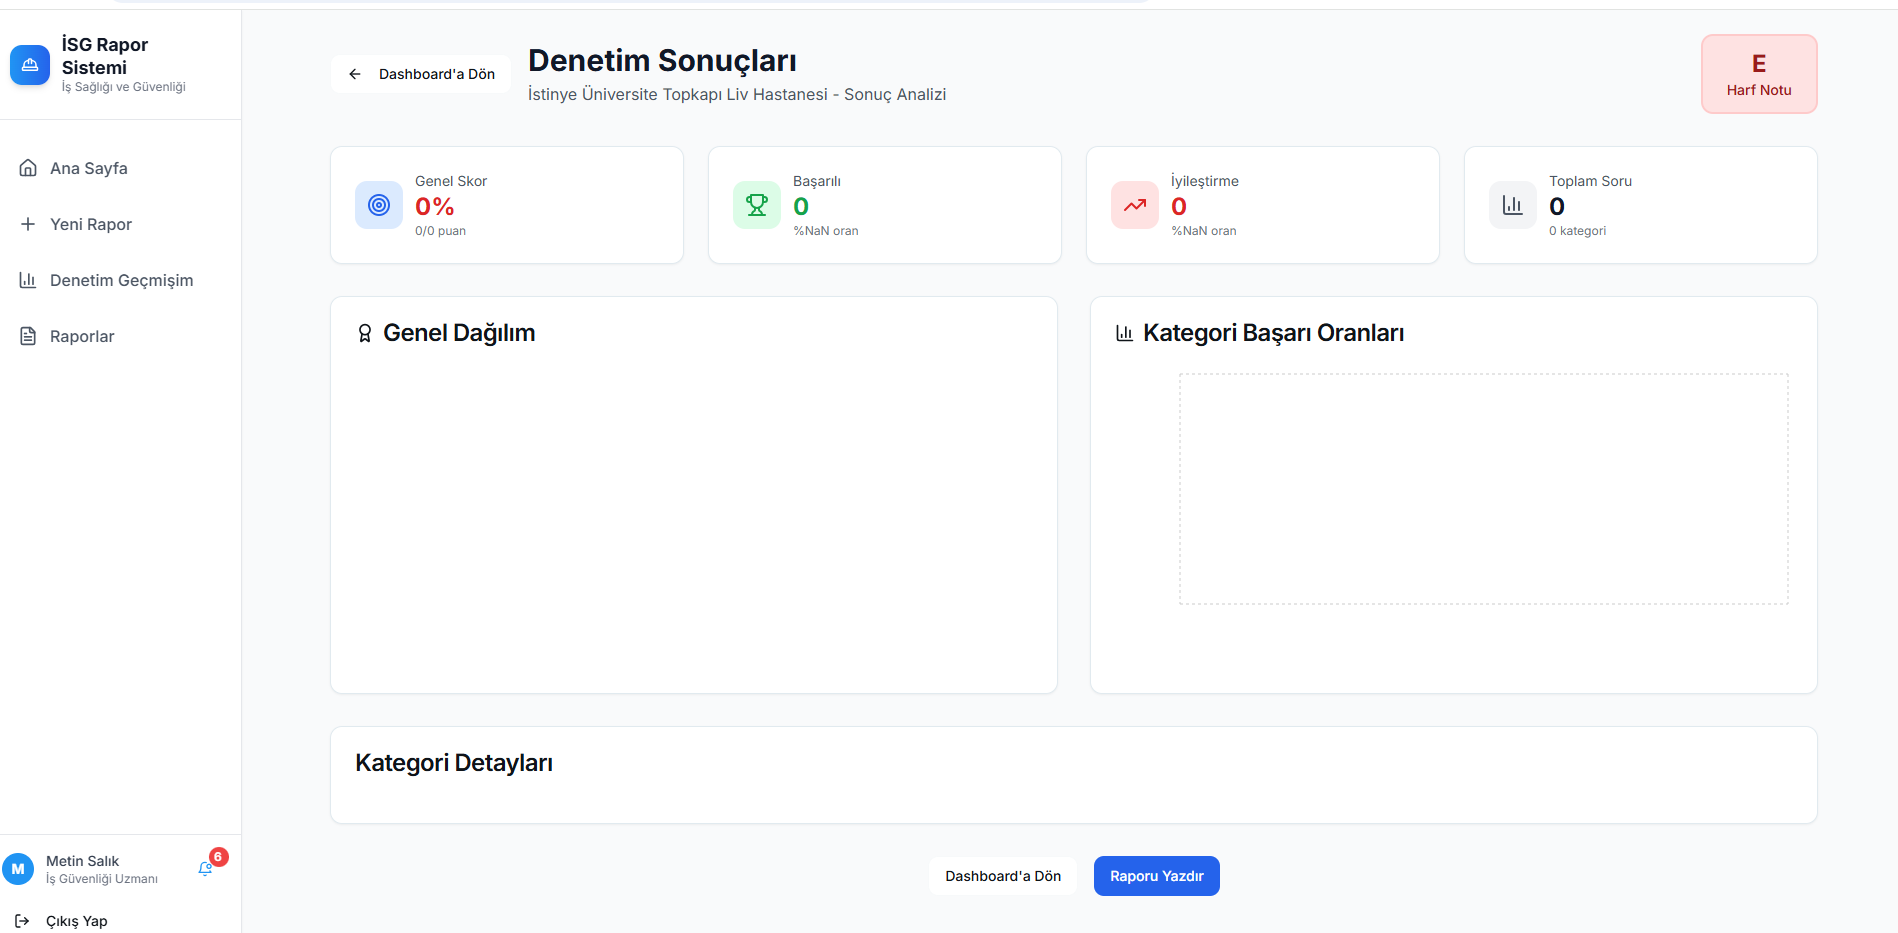 İSG Rapor
Sistemi
İş Sağlığı ve Güvenliği
Ana Sayfa
Yeni Rapor
Denetim Geçmişim
Raporlar
M
Metin Salık
İş Güvenliği Uzmanı
6
Çıkış Yap
Dashboard'a Dön
Denetim Sonuçları
İstinye Üniversite Topkapı Liv Hastanesi - Sonuç Analizi
E
Harf Notu
Genel Skor
0%
0/0 puan
Başarılı
0
%NaN oran
İyileştirme
0
%NaN oran
Toplam Soru
0
0 kategori
Genel Dağılım
Kategori Başarı Oranları
Kategori Detayları
Dashboard'a Dön
Raporu Yazdır